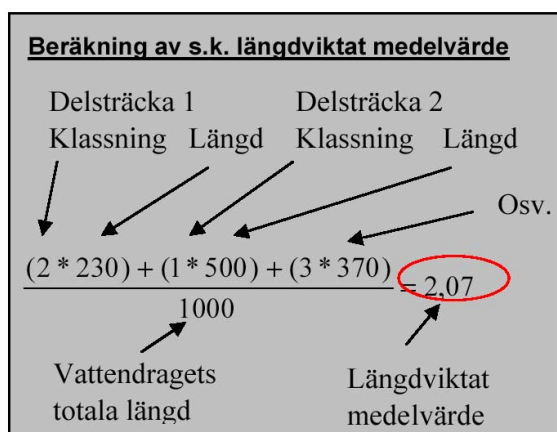 Beräkning av s.k. längdviktat medelvärde
Delsträcka 1 Delsträcka 2
Klassning Längd Klassning Längd
Osv.
(2 * 230) + (1 * 500) + (3 * 370)
1000
= 2,07
Vattendragets
totala längd
Längdviktat
medelvärde